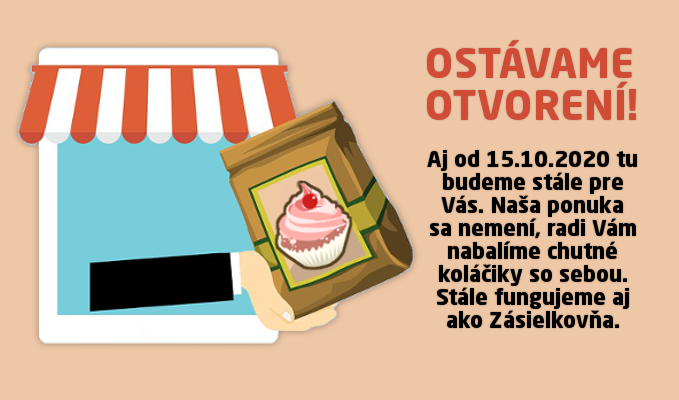 OSTÁVAME
OTVORENÍ!
Aj od 15.10.2020 tu
budeme stále pre
Vás. Naša ponuka
sa nemení, radi Vám
nabalíme chutné
koláčiky so sebou.
Stále fungujeme aj
ako Zásielkovňa.